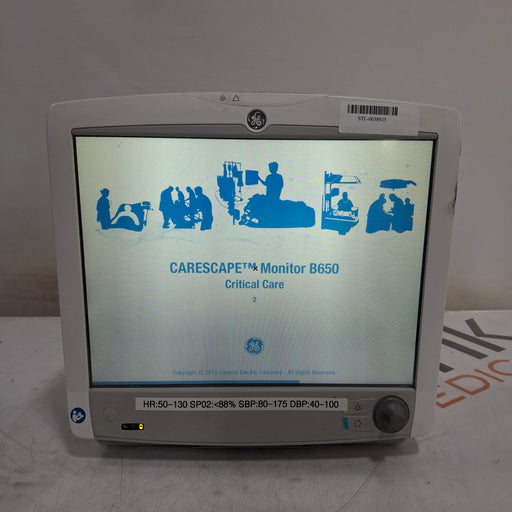 STL-0038925
CARESCAPE™ Monitor B650
Critical Care
2
Copyright © 2013 General Electric Company All Rights Reserved
HR:50-130 SPO2:<88% SBP:80-175 DBP:40-100
EDIC